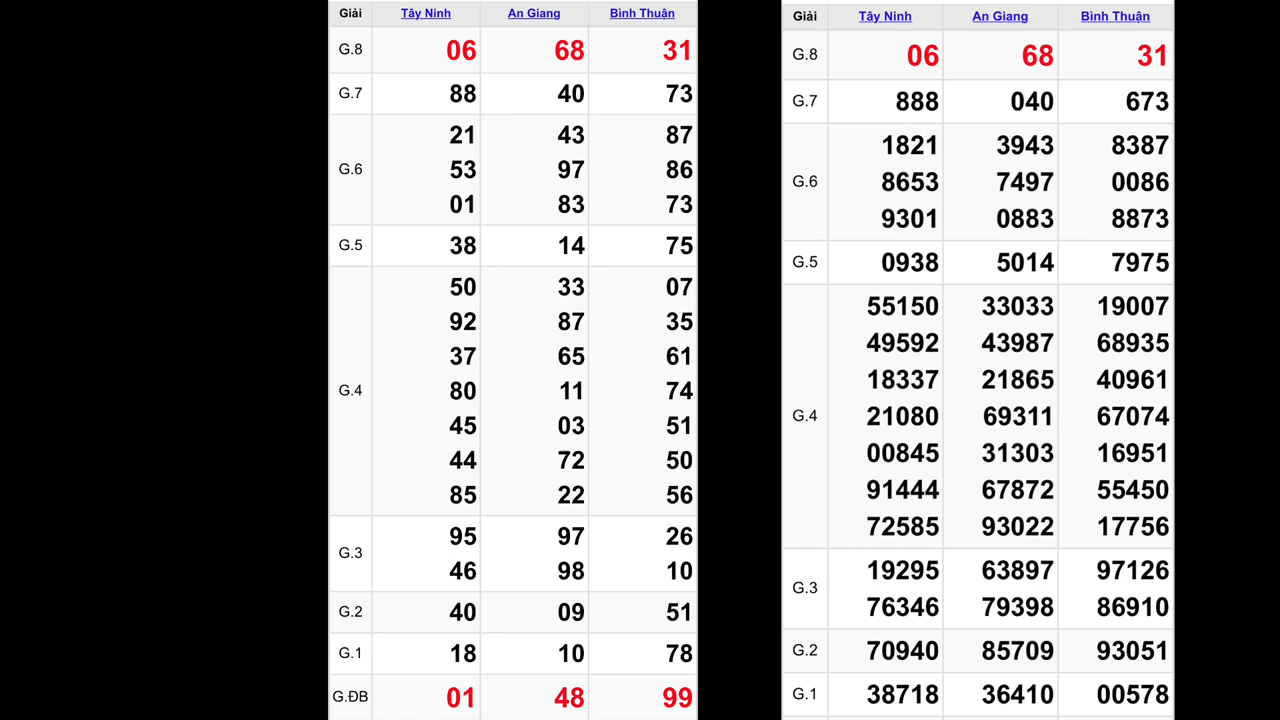 Giải Tây Ninh An Giang Bình Thuận
G.8 06 68 31
G.7 88 40 73
21 43 87
G.6 53 97 86
01 83 73
G.5 38 14 75
50 33 07
92 87 35
37 65 61
G.4 80 11 74
45 03 51
44 72 50
85 22 56
95 97 26
G.3
46 98 10
G.2 40 09 51
G.1 18 10 78
G.ĐB 01 48 99
Giải Tây Ninh An Giang Bình Thuận
G.8 06 68 31
G.7 888 040 673
1821 3943 8387
G.6 8653 7497 0086
9301 0883 8873
G.5 0938 5014 7975
55150 33033 19007
49592 43987 68935
18337 21865 40961
G.4 21080 69311 67074
00845 31303 16951
91444 67872 55450
72585 93022 17756
19295 63897 97126
G.3
76346 79398 86910
G.2 70940 85709 93051
G.1 38718 36410 00578